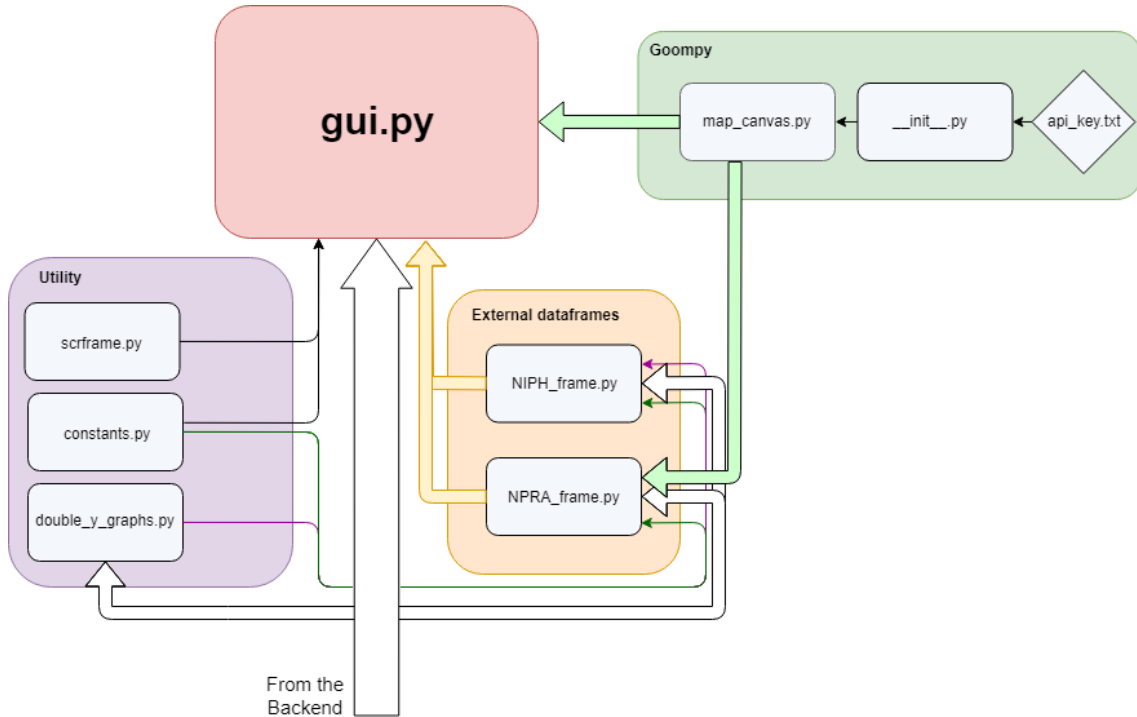 gui.py
Goompy
map_canvas.py
__init__.py
api_key.txt
Utility
scrframe.py
constants.py
double_y_graphs.py
External dataframes
NIPH_frame.py
NPRA_frame.py
From the
Backend